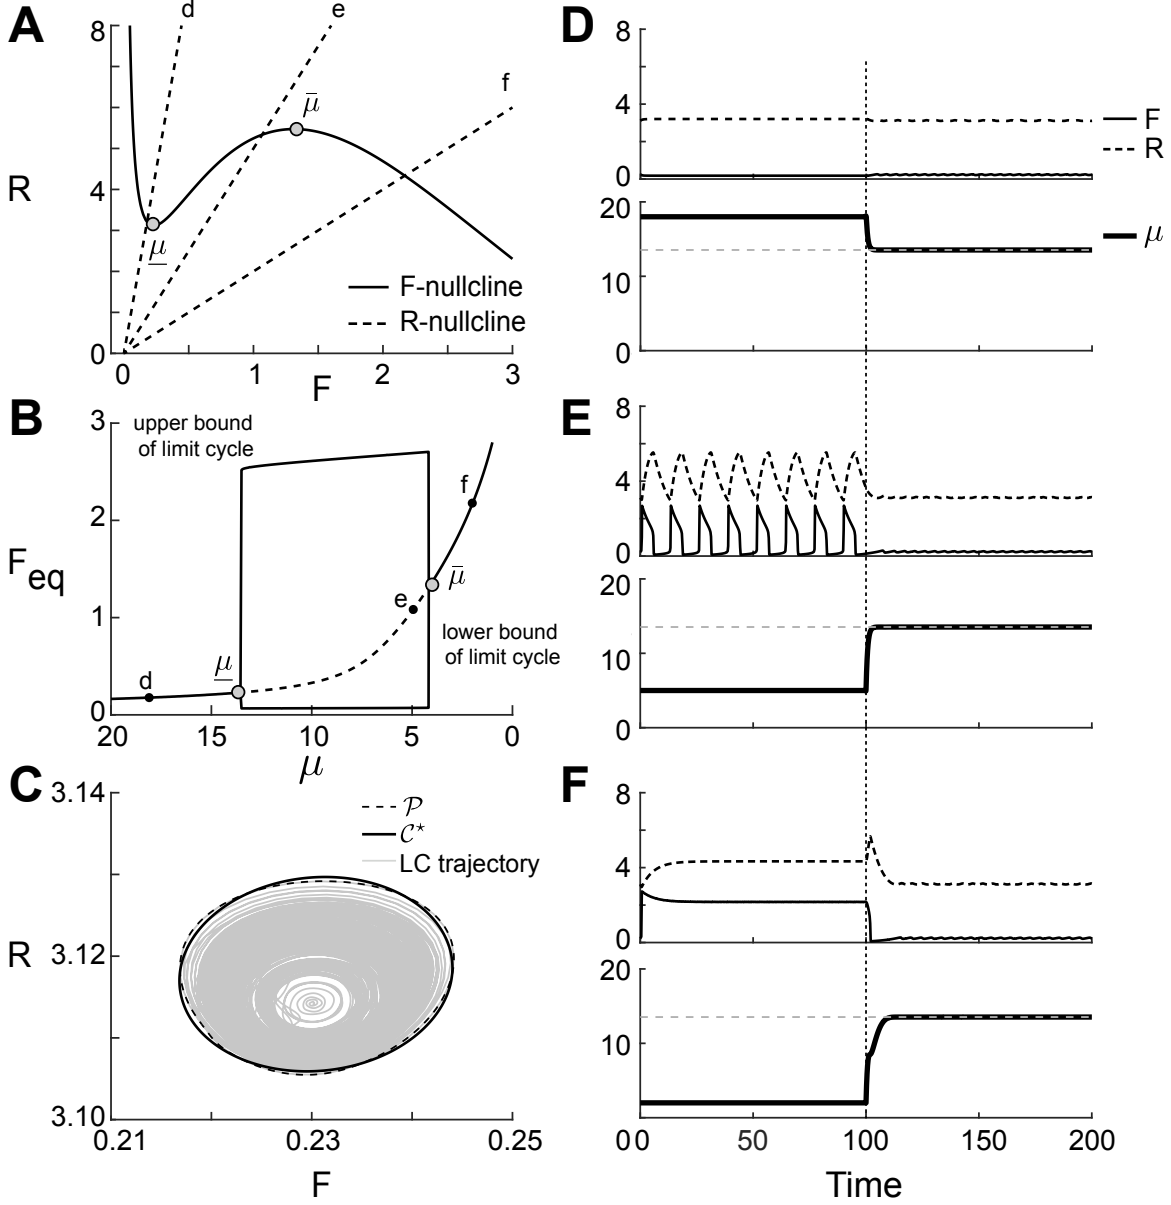 A
8
4
0
R
d
e
f
μ̄
μ̲
F-nullcline
R-nullcline
0
1
2
3
F
B
3
2
1
0
F_eq
upper bound
of limit cycle
f
μ̄
e
lower bound
of limit cycle
μ̲
d
20
15
10
5
0
μ
C
3.14
3.12
3.10
R
𝒫
𝒞⋆
LC trajectory
0.21
0.23
0.25
F
D
8
4
0
F
R
20
10
0
μ
E
8
4
0
20
10
0
F
8
4
0
20
10
0
0
50
100
150
200
Time